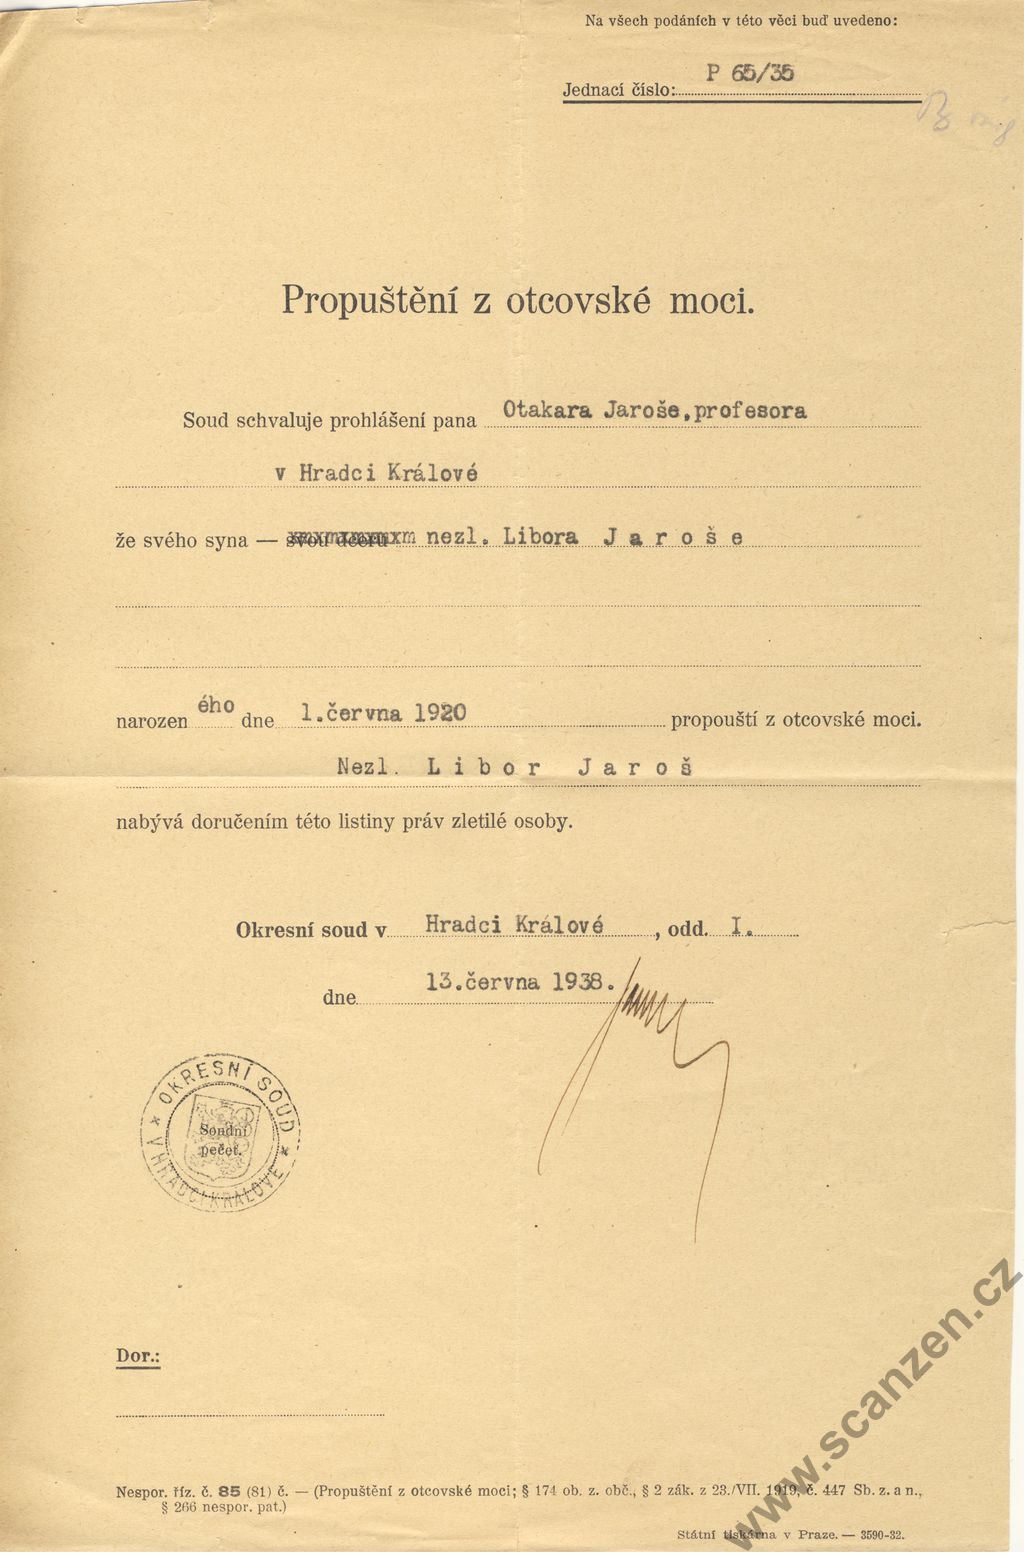 Na všech podáních v této věci buď uvedeno:
Jednací číslo: P 65/35
Propuštění z otcovské moci.
Soud schvaluje prohlášení pana Otakara Jaroše,profesora
v Hradci Králové
že svého syna — svou dceru nezl. Libora J a r o š e
narozen ého dne 1.června 1920 propouští z otcovské moci.
Nezl. L i b o r J a r o š
nabývá doručením této listiny práv zletilé osoby.
Okresní soud v Hradci Králové , odd. I.
dne 13.června 1938.
OKRESNÍ SOUD
V HRADCI KRÁLOVÉ
Soudní
pečeť.
Dor.:
Nespor. říz. č. 85 (81) č. — (Propuštění z otcovské moci; § 174 ob. z. obč., § 2 zák. z 23./VII. 1919, č. 447 Sb. z. a n.,
§ 266 nespor. pat.)
Státní tiskárna v Praze. — 3590-32.
www.scanzen.cz